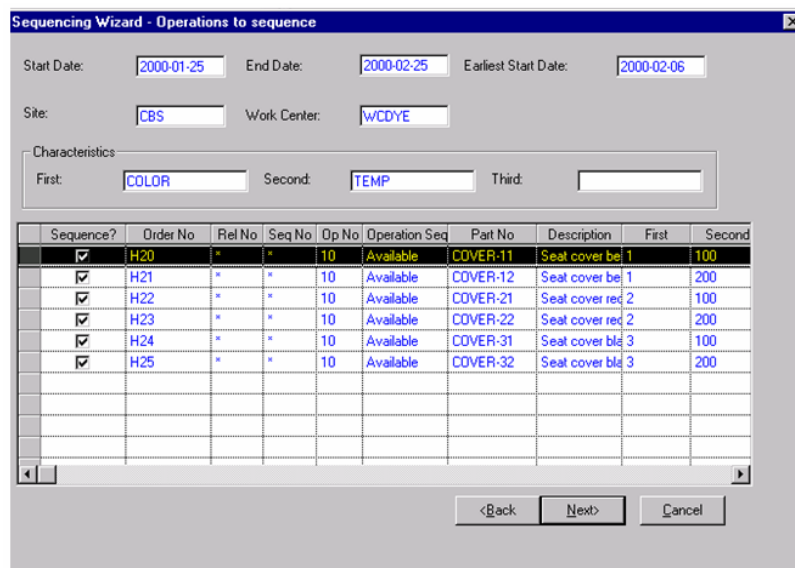 Sequencing Wizard - Operations to sequence
Start Date: 2000-01-25 End Date: 2000-02-25 Earliest Start Date: 2000-02-06
Site: CBS Work Center: WCDYE
Characteristics
First: COLOR Second: TEMP Third:
Sequence? Order No Rel No Seq No Op No Operation Seq Part No Description First Second
H20 * * 10 Available COVER-11 Seat cover be 1 100
H21 * * 10 Available COVER-12 Seat cover be 1 200
H22 * * 10 Available COVER-21 Seat cover red 2 100
H23 * * 10 Available COVER-22 Seat cover red 2 200
H24 * * 10 Available COVER-31 Seat cover bla 3 100
H25 * * 10 Available COVER-32 Seat cover bla 3 200
<Back Next> Cancel